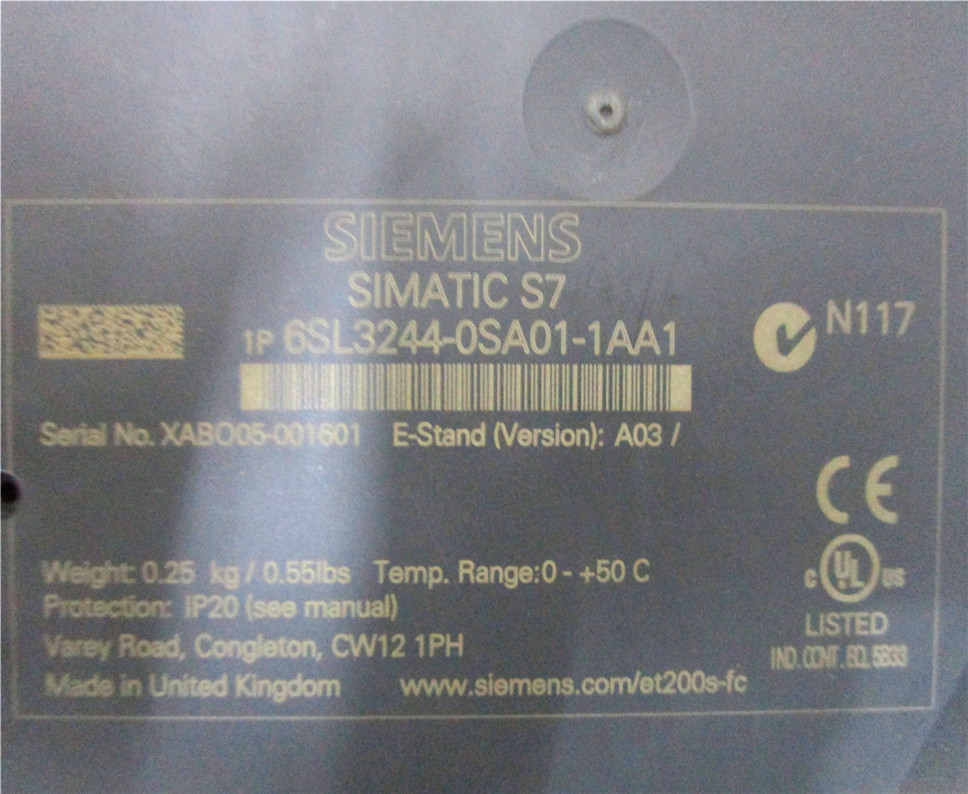 SIEMENS
SIMATIC S7
1P 6SL3244-0SA01-1AA1
N117
Serial No. XABO05-001601 E-Stand (Version): A03 /
CE
Weight: 0.25 kg / 0.55lbs Temp. Range:0 - +50 C
C UL US
Protection: IP20 (see manual)
LISTED
Varey Road, Congleton, CW12 1PH
IND. CONT. EQ. 5B33
Made in United Kingdom www.siemens.com/et200s-fc